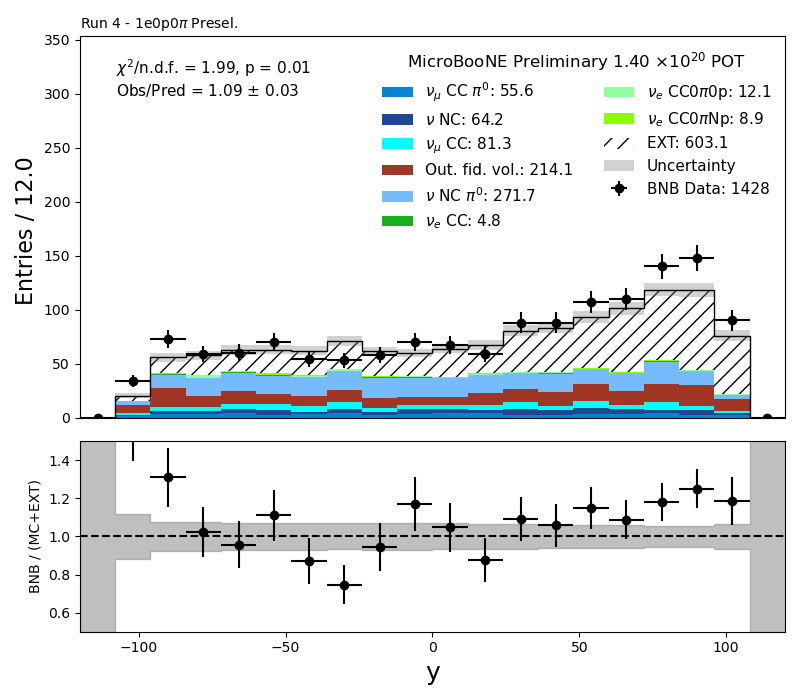 Run 4 - 1e0p0π Presel.
χ²/n.d.f. = 1.99, p = 0.01
Obs/Pred = 1.09 ± 0.03
MicroBooNE Preliminary 1.40 ×10²⁰ POT
ν_μ CC π⁰: 55.6
ν NC: 64.2
ν_μ CC: 81.3
Out. fid. vol.: 214.1
ν NC π⁰: 271.7
ν_e CC: 4.8
ν_e CC0π0p: 12.1
ν_e CC0πNp: 8.9
EXT: 603.1
Uncertainty
BNB Data: 1428
Entries / 12.0
350
300
250
200
150
100
50
0
BNB / (MC+EXT)
1.4
1.2
1.0
0.8
0.6
−100
−50
0
50
100
y